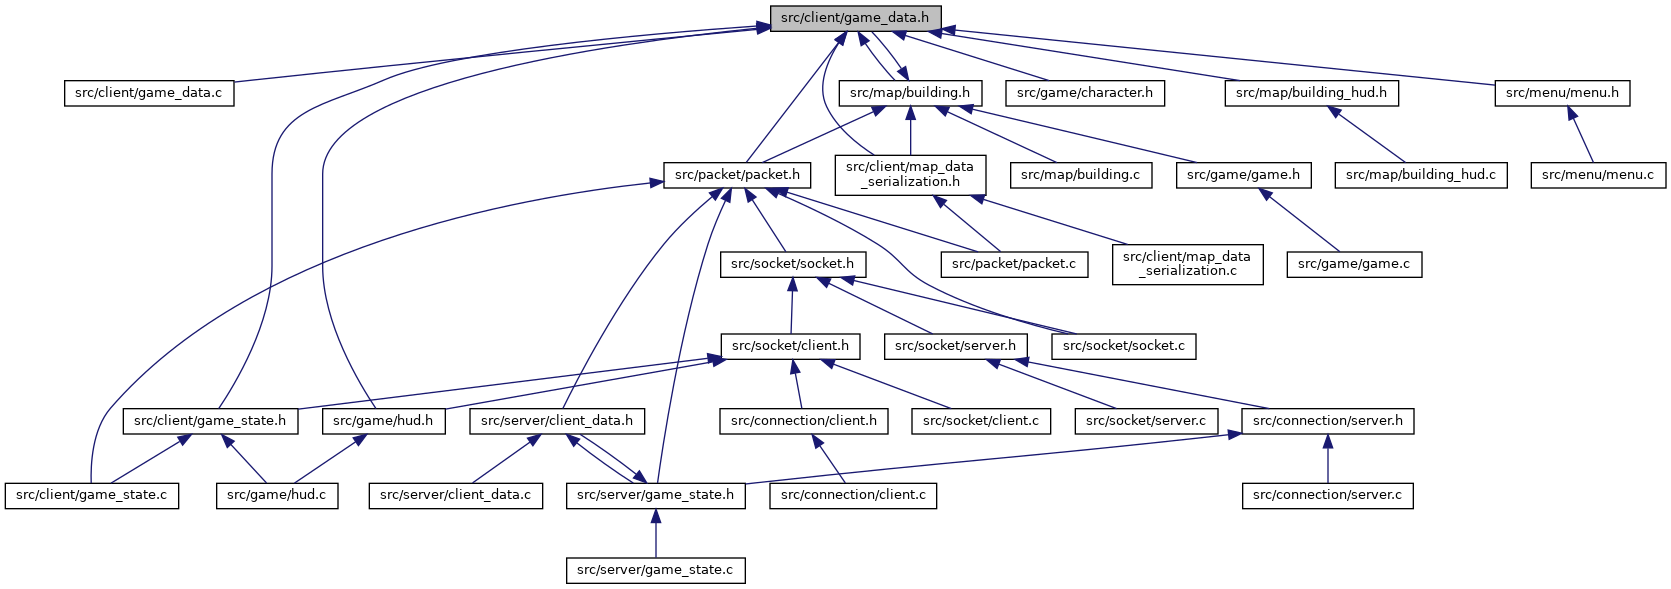 src/client/game_data.h
src/client/game_data.c
src/map/building.h
src/game/character.h
src/map/building_hud.h
src/menu/menu.h
src/packet/packet.h
src/client/map_data
_serialization.h
src/map/building.c
src/game/game.h
src/map/building_hud.c
src/menu/menu.c
src/socket/socket.h
src/packet/packet.c
src/client/map_data
_serialization.c
src/game/game.c
src/socket/client.h
src/socket/server.h
src/socket/socket.c
src/client/game_state.h
src/game/hud.h
src/server/client_data.h
src/connection/client.h
src/socket/client.c
src/socket/server.c
src/connection/server.h
src/client/game_state.c
src/game/hud.c
src/server/client_data.c
src/server/game_state.h
src/connection/client.c
src/connection/server.c
src/server/game_state.c